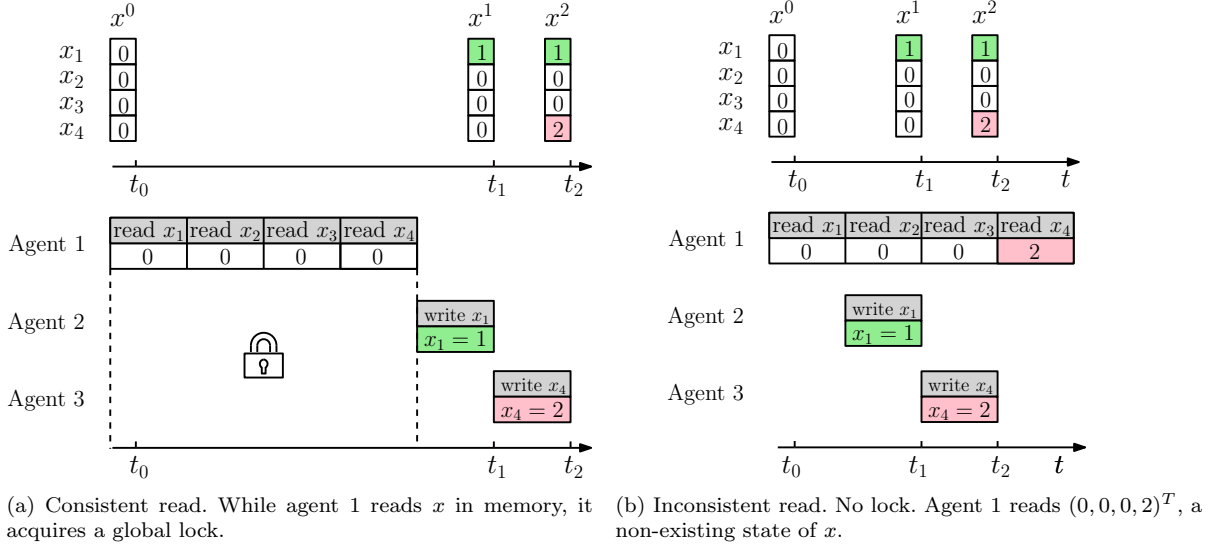 x^0 x^1 x^2
x_1 0 1 1
x_2 0 0 0
x_3 0 0 0
x_4 0 0 2
t_0 t_1 t_2
Agent 1 read x_1 read x_2 read x_3 read x_4
0 0 0 0
Agent 2 write x_1
x_1 = 1
Agent 3 write x_4
x_4 = 2
t_0 t_1 t_2
(a) Consistent read. While agent 1 reads x in memory, it
acquires a global lock.
x^0 x^1 x^2
x_1 0 1 1
x_2 0 0 0
x_3 0 0 0
x_4 0 0 2
t_0 t_1 t_2 t
Agent 1 read x_1 read x_2 read x_3 read x_4
0 0 0 2
Agent 2 write x_1
x_1 = 1
Agent 3 write x_4
x_4 = 2
t_0 t_1 t_2 t
(b) Inconsistent read. No lock. Agent 1 reads (0, 0, 0, 2)^T, a
non-existing state of x.